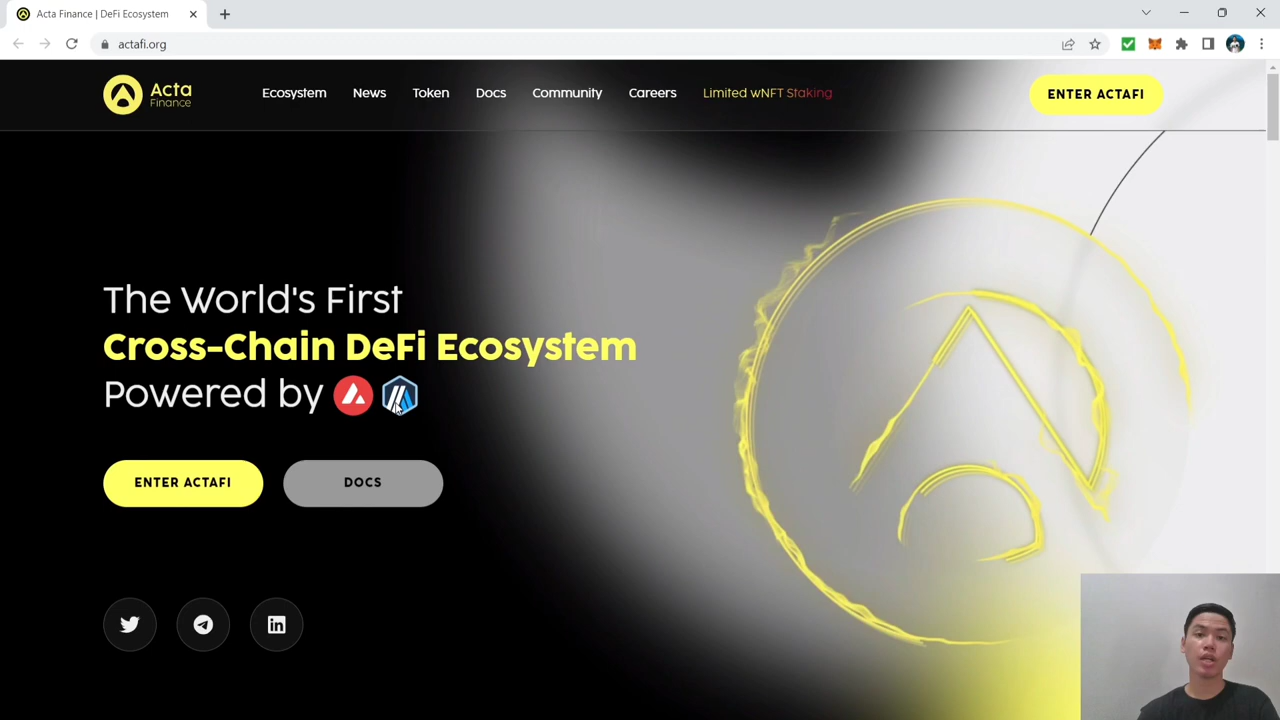 Acta Finance | DeFi Ecosystem
actafi.org
Acta
Finance
Ecosystem News Token Docs Community Careers Limited wNFT Staking
ENTER ACTAFI
The World's First
Cross-Chain DeFi Ecosystem
Powered by
ENTER ACTAFI DOCS